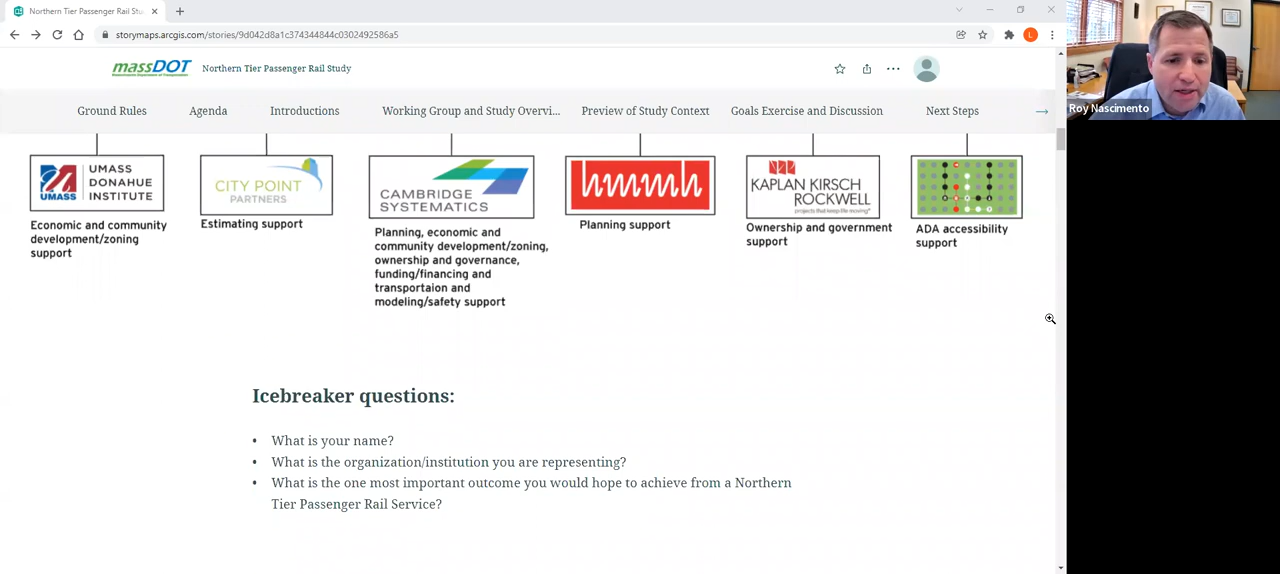 Northern Tier Passenger Rail Stu
storymaps.arcgis.com/stories/9d042d8a1c374344844c0302492586a5
L
massDOT
Northern Tier Passenger Rail Study
Ground Rules
Agenda
Introductions
Working Group and Study Overvi...
Preview of Study Context
Goals Exercise and Discussion
Next Steps
UMASS
UMASS
DONAHUE
INSTITUTE
Economic and community
development/zoning
support
CITY POINT
PARTNERS
Estimating support
CAMBRIDGE
SYSTEMATICS
Planning, economic and
community development/zoning,
ownership and governance,
funding/financing and
transportaion and
modeling/safety support
hmmh
Planning support
KAPLAN KIRSCH
ROCKWELL
projects that keep life moving
Ownership and government
support
ADA accessibility
support
Icebreaker questions:
• What is your name?
• What is the organization/institution you are representing?
• What is the one most important outcome you would hope to achieve from a Northern
Tier Passenger Rail Service?
Roy Nascimento